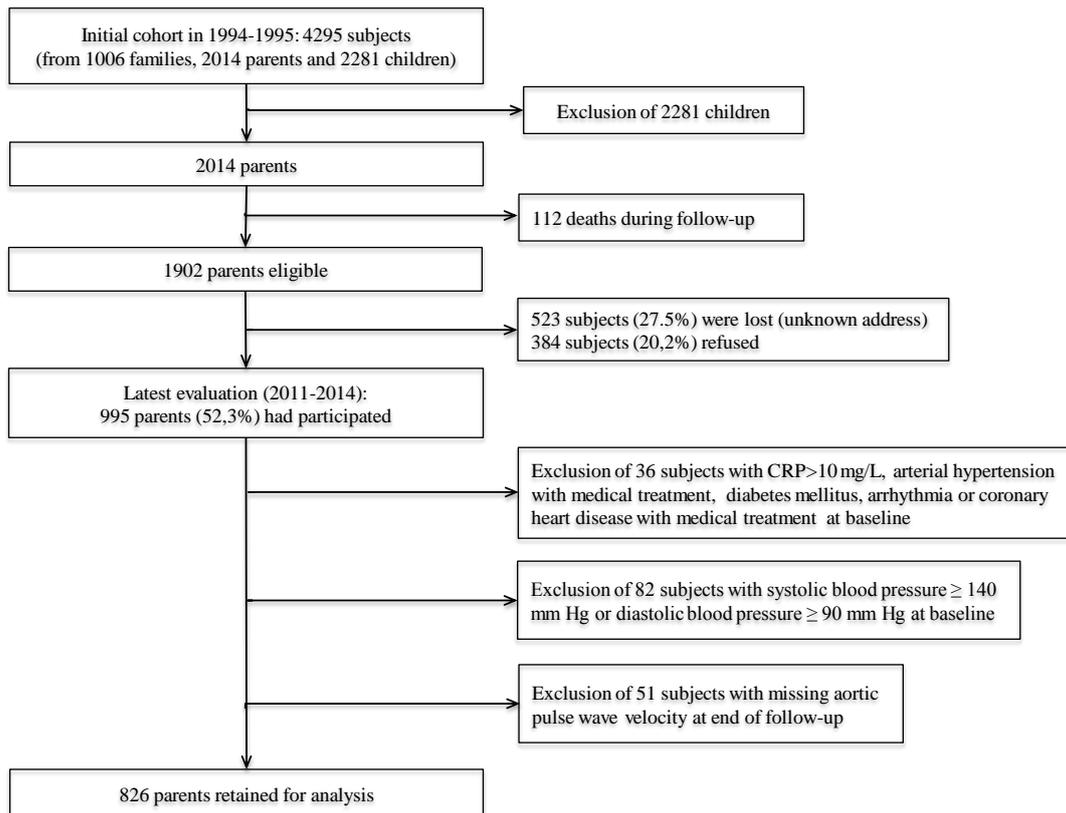 Initial cohort in 1994-1995: 4295 subjects
(from 1006 families, 2014 parents and 2281 children)
Exclusion of 2281 children
2014 parents
112 deaths during follow-up
1902 parents eligible
523 subjects (27.5%) were lost (unknown address)
384 subjects (20,2%) refused
Latest evaluation (2011-2014):
995 parents (52,3%) had participated
Exclusion of 36 subjects with CRP>10 mg/L, arterial hypertension
with medical treatment, diabetes mellitus, arrhythmia or coronary
heart disease with medical treatment at baseline
Exclusion of 82 subjects with systolic blood pressure ≥ 140
mm Hg or diastolic blood pressure ≥ 90 mm Hg at baseline
Exclusion of 51 subjects with missing aortic
pulse wave velocity at end of follow-up
826 parents retained for analysis